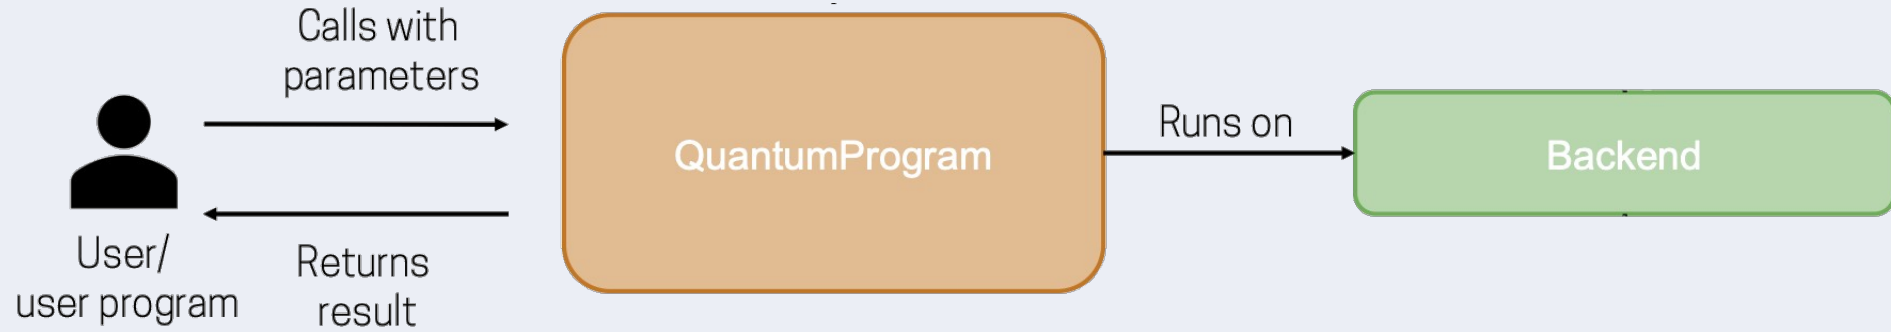 Calls with
parameters
User/
user program
Returns
result
QuantumProgram
Runs on
Backend